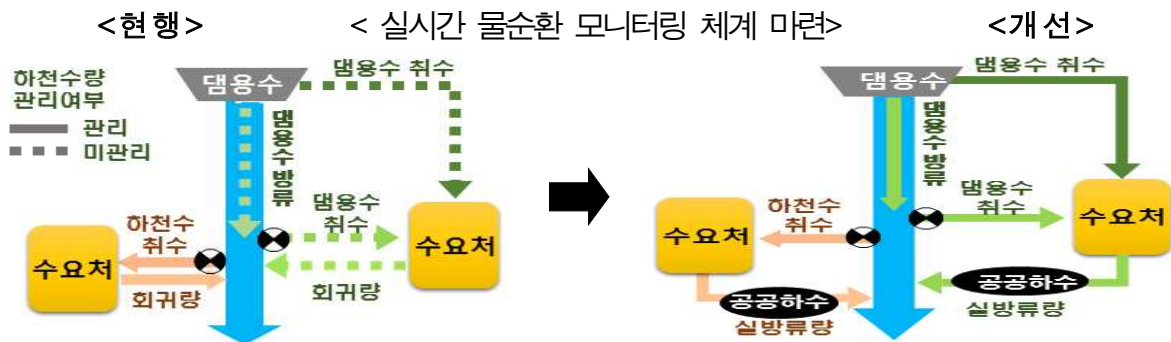 <현행>
< 실시간 물순환 모니터링 체계 마련>
<개선>
하천수량
관리여부
관리
미관리
댐용수
댐용수 취수
댐용수방류
하천수
취수
수요처
회귀량
댐용수
취수
수요처
회귀량
댐용수
댐용수 취수
댐용수방류
하천수
취수
수요처
공공하수
실방류량
댐용수
취수
수요처
공공하수
실방류량